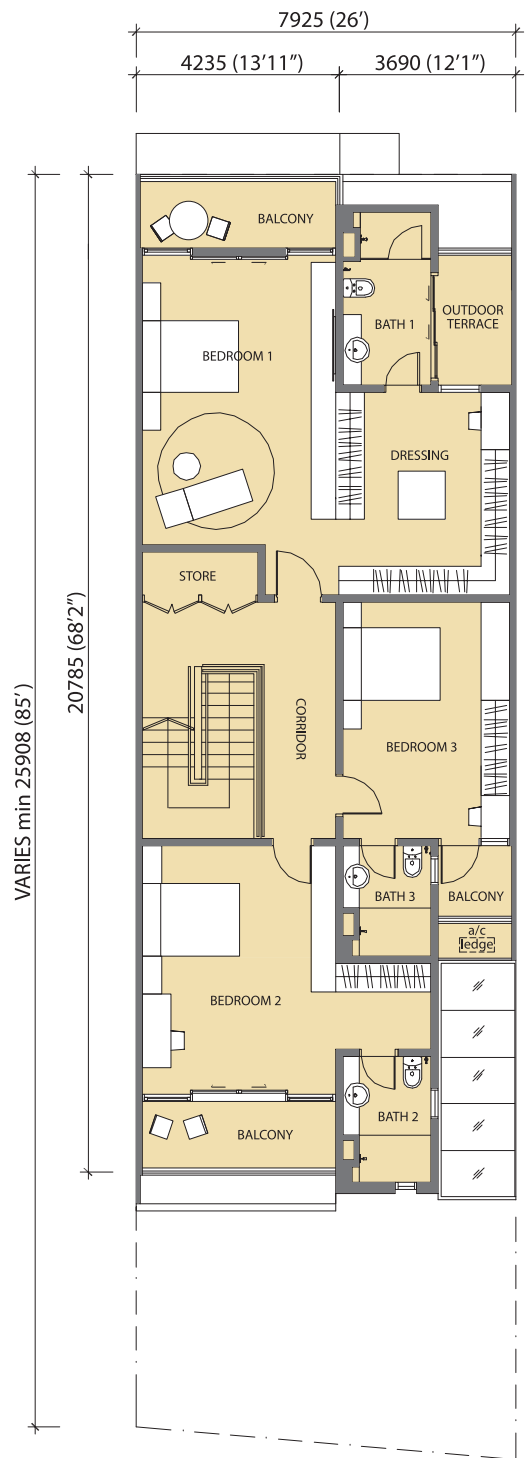 7925 (26’)
4235 (13’11”)
3690 (12’1”)
BALCONY
OUTDOOR
TERRACE
BATH 1
BEDROOM 1
DRESSING
STORE
20785 (68’2”)
VARIES min 25908 (85’)
CORRIDOR
BEDROOM 3
BATH 3
BALCONY
a/c
ledge
BEDROOM 2
BATH 2
BALCONY